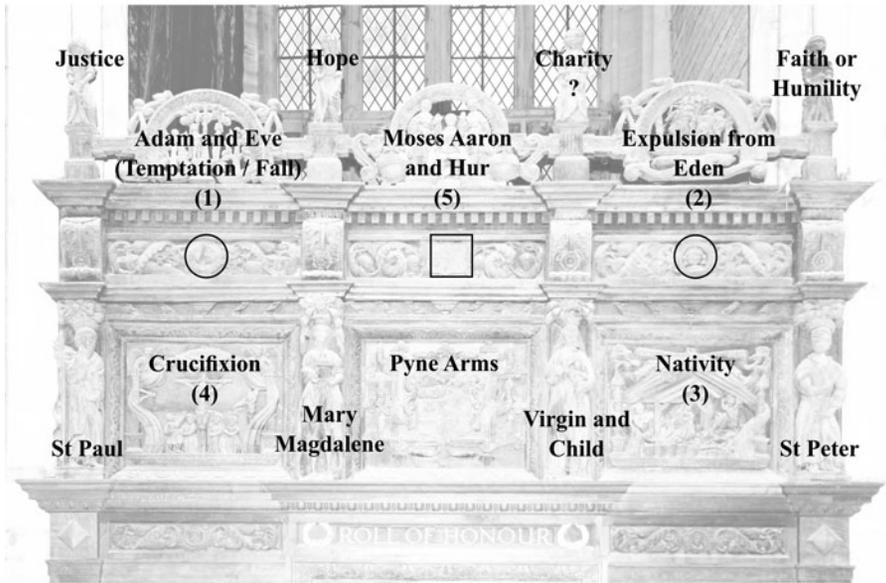 Justice
Hope
Charity
?
Faith or
Humility
Adam and Eve
(Temptation / Fall)
(1)
Moses Aaron
and Hur
(5)
Expulsion from
Eden
(2)
Crucifixion
(4)
Pyne Arms
Nativity
(3)
St Paul
Mary
Magdalene
Virgin and
Child
St Peter
ROLL OF HONOUR